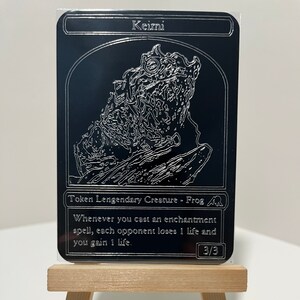 Keimi
Token Lengendary Creature - Frog
Whenever you cast an enchantment
spell, each opponent loses 1 life and
you gain 1 life
3/3